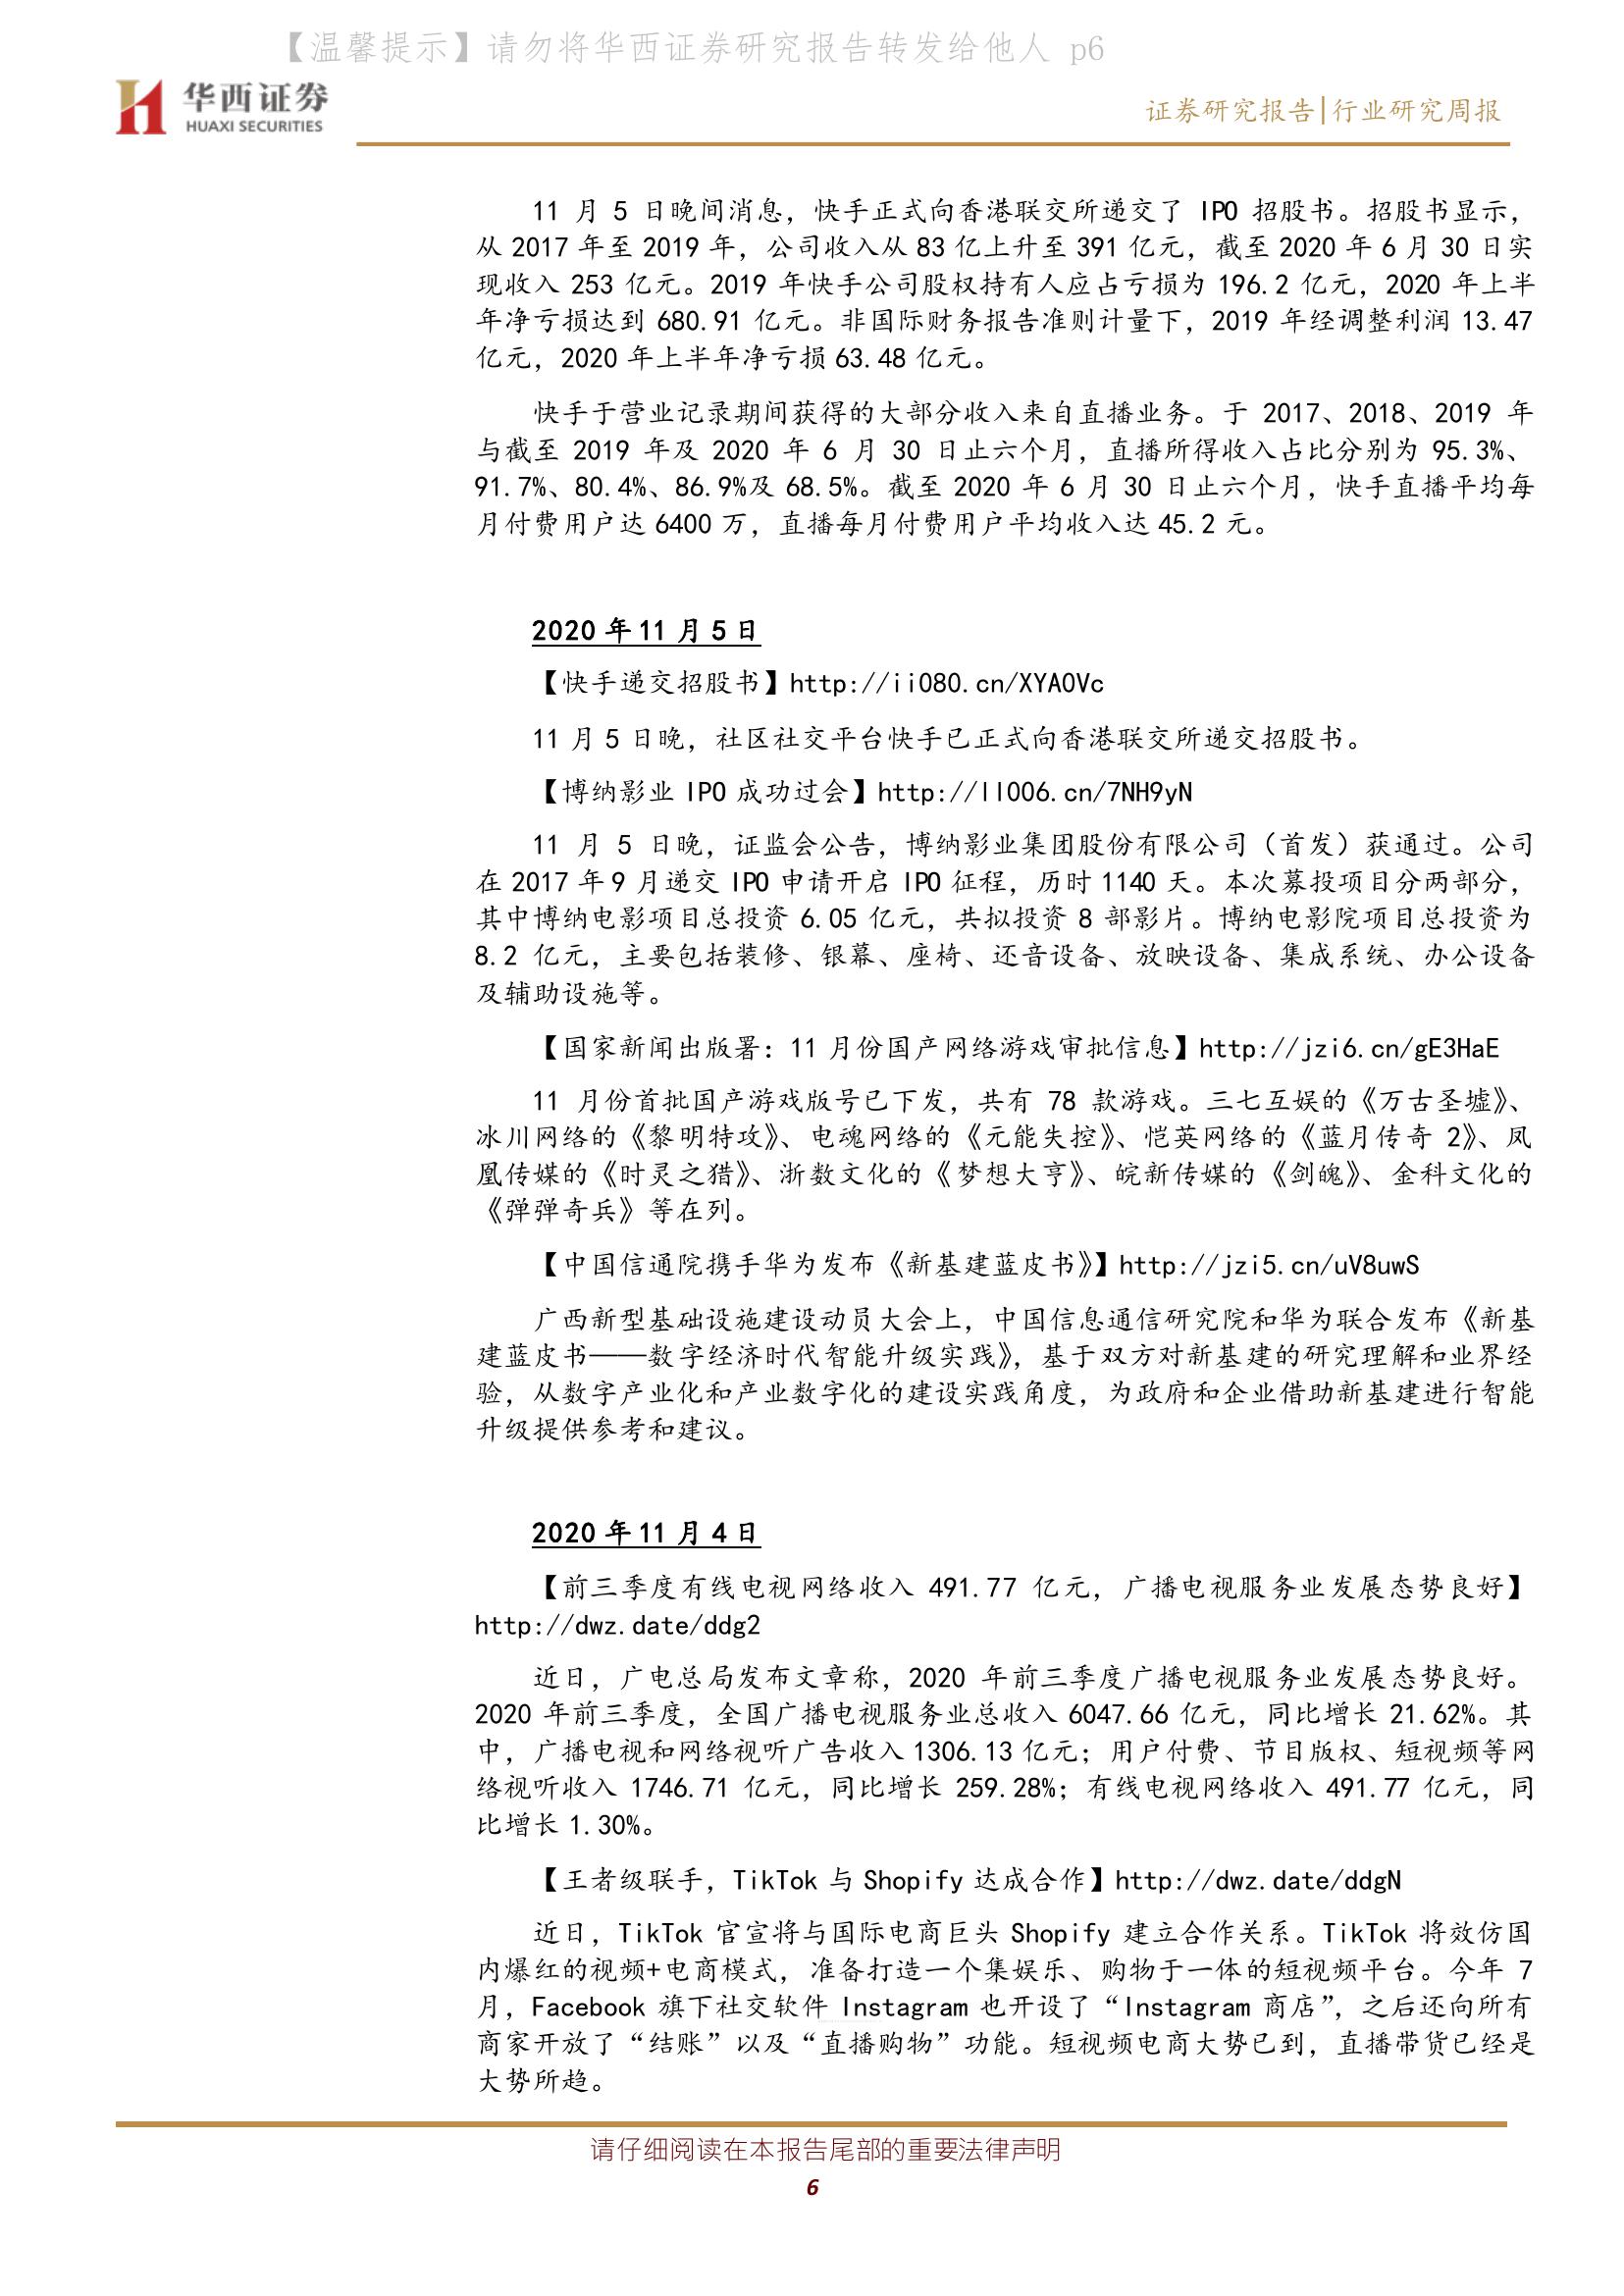 【温馨提示】请勿将华西证券研究报告转发给他人 p6
华西证券
HUAXI SECURITIES
证券研究报告|行业研究周报
11 月 5 日晚间消息，快手正式向香港联交所递交了 IPO 招股书。招股书显示，
从 2017 年至 2019 年，公司收入从 83 亿上升至 391 亿元，截至 2020 年 6 月 30 日实
现收入 253 亿元。2019 年快手公司股权持有人应占亏损为 196.2 亿元，2020 年上半
年净亏损达到 680.91 亿元。非国际财务报告准则计量下，2019 年经调整利润 13.47
亿元，2020 年上半年净亏损 63.48 亿元。
快手于营业记录期间获得的大部分收入来自直播业务。于 2017、2018、2019 年
与截至 2019 年及 2020 年 6 月 30 日止六个月，直播所得收入占比分别为 95.3%、
91.7%、80.4%、86.9%及 68.5%。截至 2020 年 6 月 30 日止六个月，快手直播平均每
月付费用户达 6400 万，直播每月付费用户平均收入达 45.2 元。
2020 年 11 月 5 日
【快手递交招股书】http://ii080.cn/XYA0Vc
11 月 5 日晚，社区社交平台快手已正式向香港联交所递交招股书。
【博纳影业 IPO 成功过会】http://ll006.cn/7NH9yN
11 月 5 日晚，证监会公告，博纳影业集团股份有限公司（首发）获通过。公司
在 2017 年 9 月递交 IPO 申请开启 IPO 征程，历时 1140 天。本次募投项目分两部分，
其中博纳电影项目总投资 6.05 亿元，共拟投资 8 部影片。博纳电影院项目总投资为
8.2 亿元，主要包括装修、银幕、座椅、还音设备、放映设备、集成系统、办公设备
及辅助设施等。
【国家新闻出版署：11 月份国产网络游戏审批信息】http://jzi6.cn/gE3HaE
11 月份首批国产游戏版号已下发，共有 78 款游戏。三七互娱的《万古圣墟》、
冰川网络的《黎明特攻》、电魂网络的《元能失控》、恺英网络的《蓝月传奇 2》、凤
凰传媒的《时灵之猎》、浙数文化的《梦想大亨》、皖新传媒的《剑魄》、金科文化的
《弹弹奇兵》等在列。
【中国信通院携手华为发布《新基建蓝皮书》】http://jzi5.cn/uV8uwS
广西新型基础设施建设动员大会上，中国信息通信研究院和华为联合发布《新基
建蓝皮书——数字经济时代智能升级实践》，基于双方对新基建的研究理解和业界经
验，从数字产业化和产业数字化的建设实践角度，为政府和企业借助新基建进行智能
升级提供参考和建议。
2020 年 11 月 4 日
【前三季度有线电视网络收入 491.77 亿元，广播电视服务业发展态势良好】
http://dwz.date/ddg2
近日，广电总局发布文章称，2020 年前三季度广播电视服务业发展态势良好。
2020 年前三季度，全国广播电视服务业总收入 6047.66 亿元，同比增长 21.62%。其
中，广播电视和网络视听广告收入 1306.13 亿元；用户付费、节目版权、短视频等网
络视听收入 1746.71 亿元，同比增长 259.28%；有线电视网络收入 491.77 亿元，同
比增长 1.30%。
【王者级联手，TikTok 与 Shopify 达成合作】http://dwz.date/ddgN
近日，TikTok 官宣将与国际电商巨头 Shopify 建立合作关系。TikTok 将效仿国
内爆红的视频+电商模式，准备打造一个集娱乐、购物于一体的短视频平台。今年 7
月，Facebook 旗下社交软件 Instagram 也开设了“Instagram 商店”，之后还向所有
商家开放了“结账”以及“直播购物”功能。短视频电商大势已到，直播带货已经是
大势所趋。
请仔细阅读在本报告尾部的重要法律声明
6